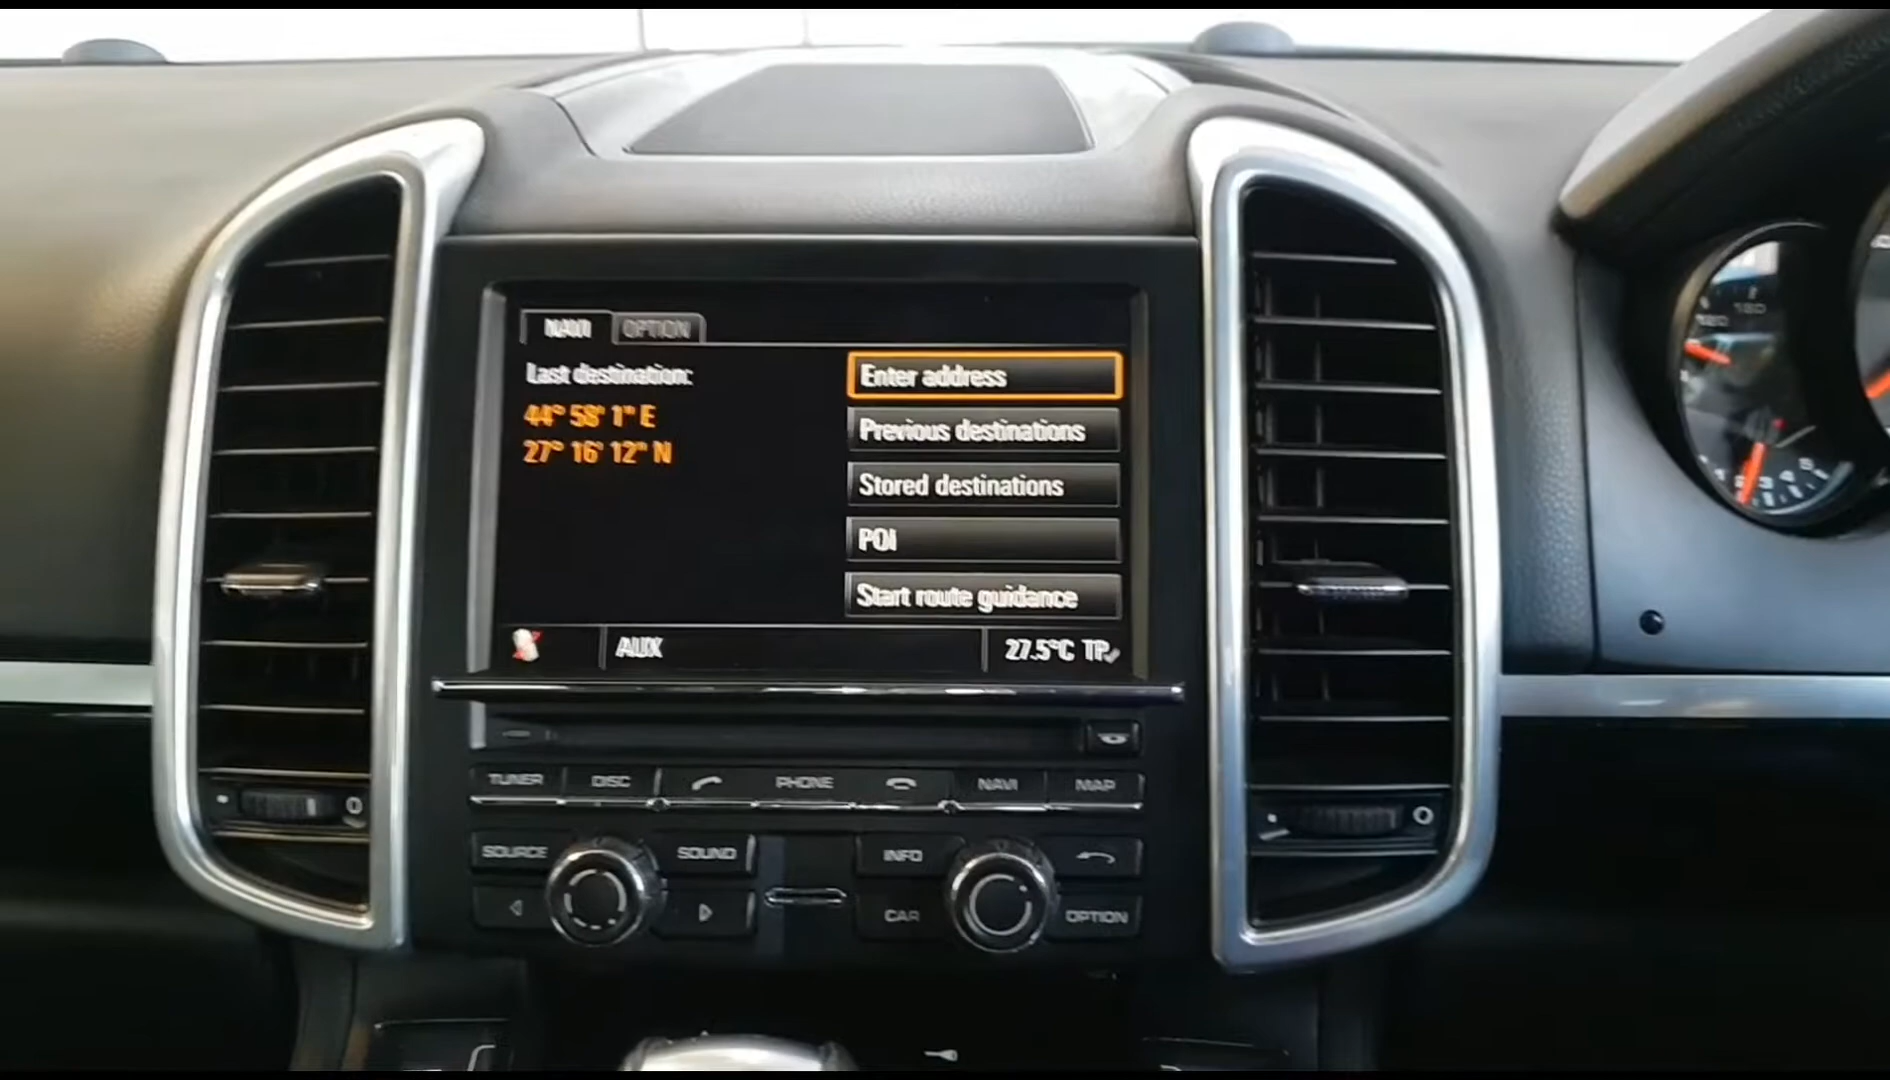 NAVI OPTION
Last destination:
44° 58' 1" E
27° 16' 12" N
Enter address
Previous destinations
Stored destinations
POI
Start route guidance
AUX
27.5°C TP
TUNER DISC PHONE NAVI MAP
SOURCE SOUND INFO
CAR OPTION